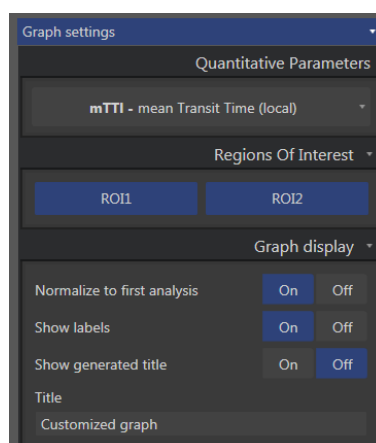 Graph settings
Quantitative Parameters
mTTI - mean Transit Time (local)
Regions Of Interest
ROI1 ROI2
Graph display
Normalize to first analysis On Off
Show labels On Off
Show generated title On Off
Title
Customized graph